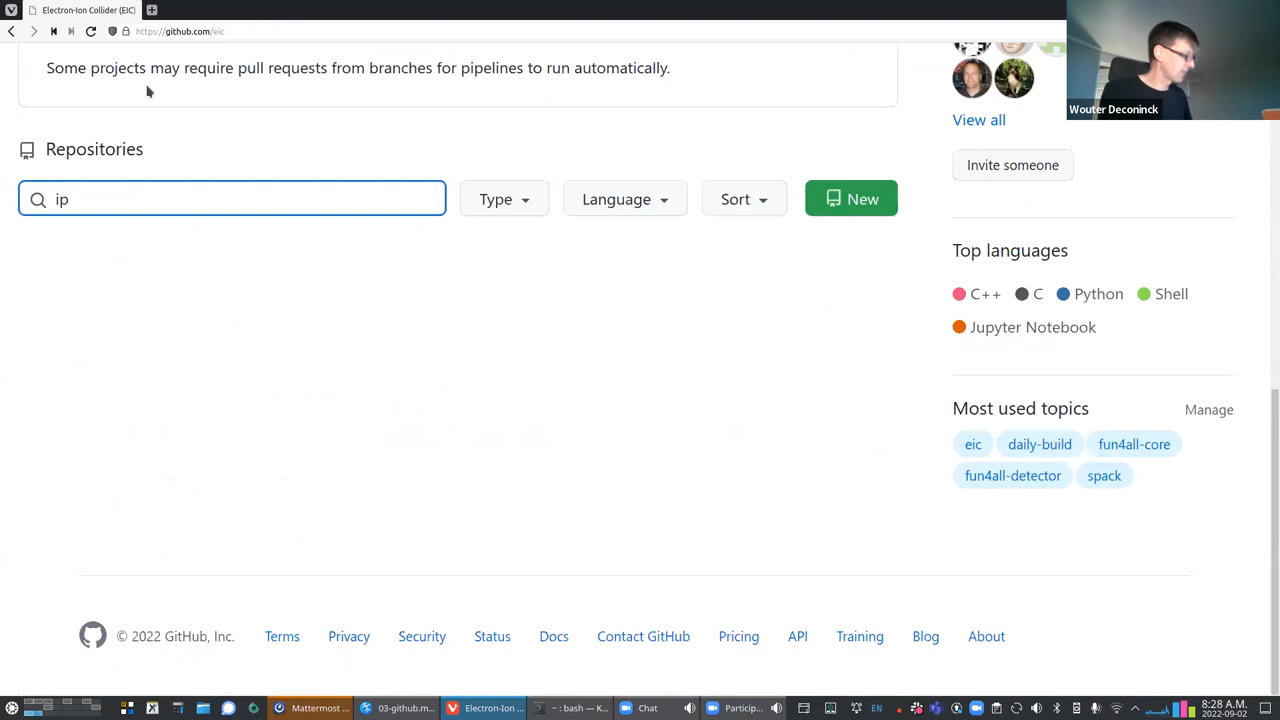 Electron-Ion Collider (EIC)
https://github.com/eic
Some projects may require pull requests from branches for pipelines to run automatically.
Wouter Deconinck
View all
Repositories
Invite someone
ip
Type
Language
Sort
New
Top languages
C++ C Python Shell
Jupyter Notebook
Most used topics
Manage
eic daily-build fun4all-core
fun4all-detector spack
© 2022 GitHub, Inc. Terms Privacy Security Status Docs Contact GitHub Pricing API Training Blog About
Mattermost ...
03-github.m...
Electron-Ion ...
~ : bash — K...
Chat
Particip...
EN
8:28 A.M.
2022-09-02